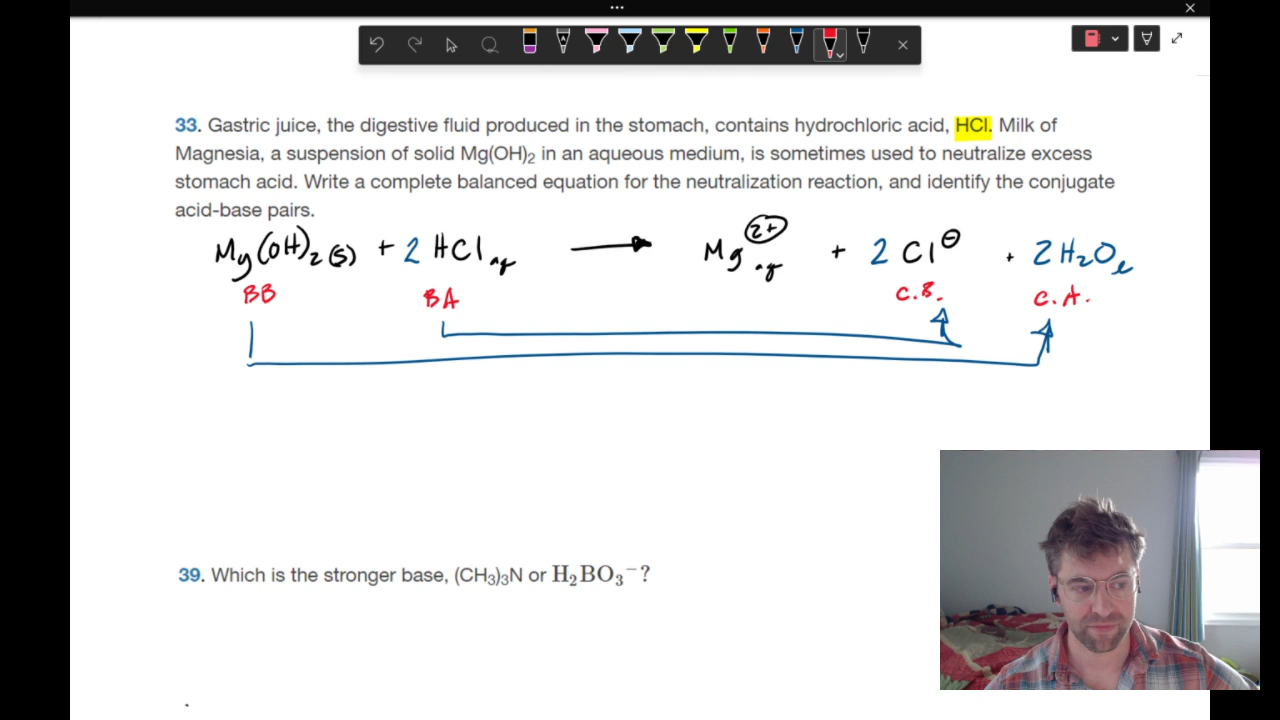 33. Gastric juice, the digestive fluid produced in the stomach, contains hydrochloric acid, HCl. Milk of
Magnesia, a suspension of solid Mg(OH)₂ in an aqueous medium, is sometimes used to neutralize excess
stomach acid. Write a complete balanced equation for the neutralization reaction, and identify the conjugate
acid-base pairs.
Mg(OH)₂(s) + 2 HCl aq → Mg²⁺ aq + 2 Cl⁻ + 2H₂O l
BB BA C.B. C.A.
39. Which is the stronger base, (CH₃)₃N or H₂BO₃⁻?